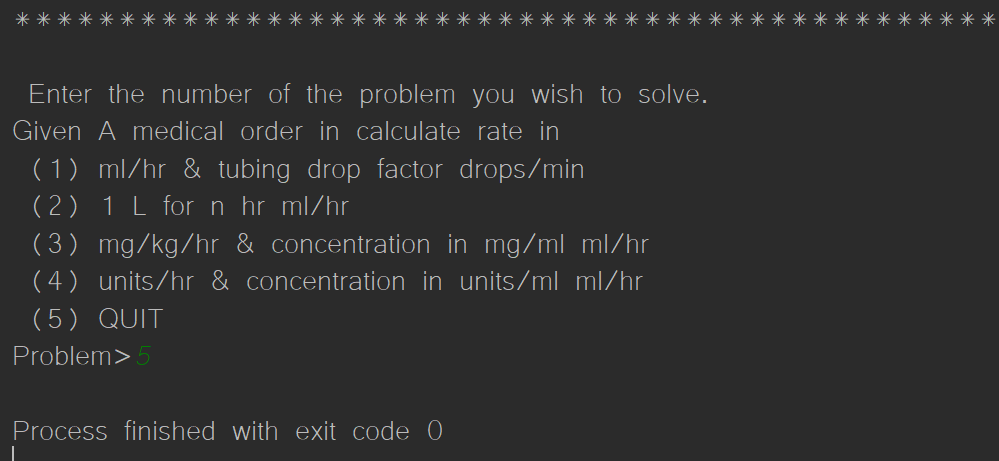 * * * * * * * * * * * * * * * * * * * * * * * * * * * * * * * * * * * * * * * * * * * * * * *
Enter the number of the problem you wish to solve.
Given A medical order in calculate rate in
(1) ml/hr & tubing drop factor drops/min
(2) 1 L for n hr ml/hr
(3) mg/kg/hr & concentration in mg/ml ml/hr
(4) units/hr & concentration in units/ml ml/hr
(5) QUIT
Problem>5
Process finished with exit code 0